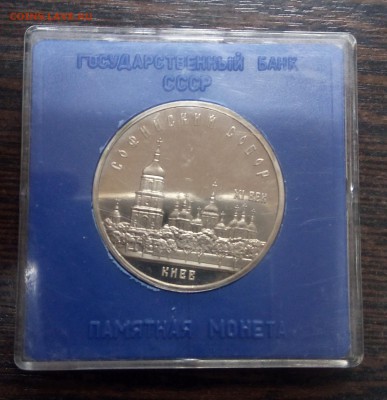 ГОСУДАРСТВЕННЫЙ БАНК
СССР
СОФИЙСКИЙ СОБОР
XI ВЕК
КИЕВ
ПАМЯТНАЯ МОНЕТА